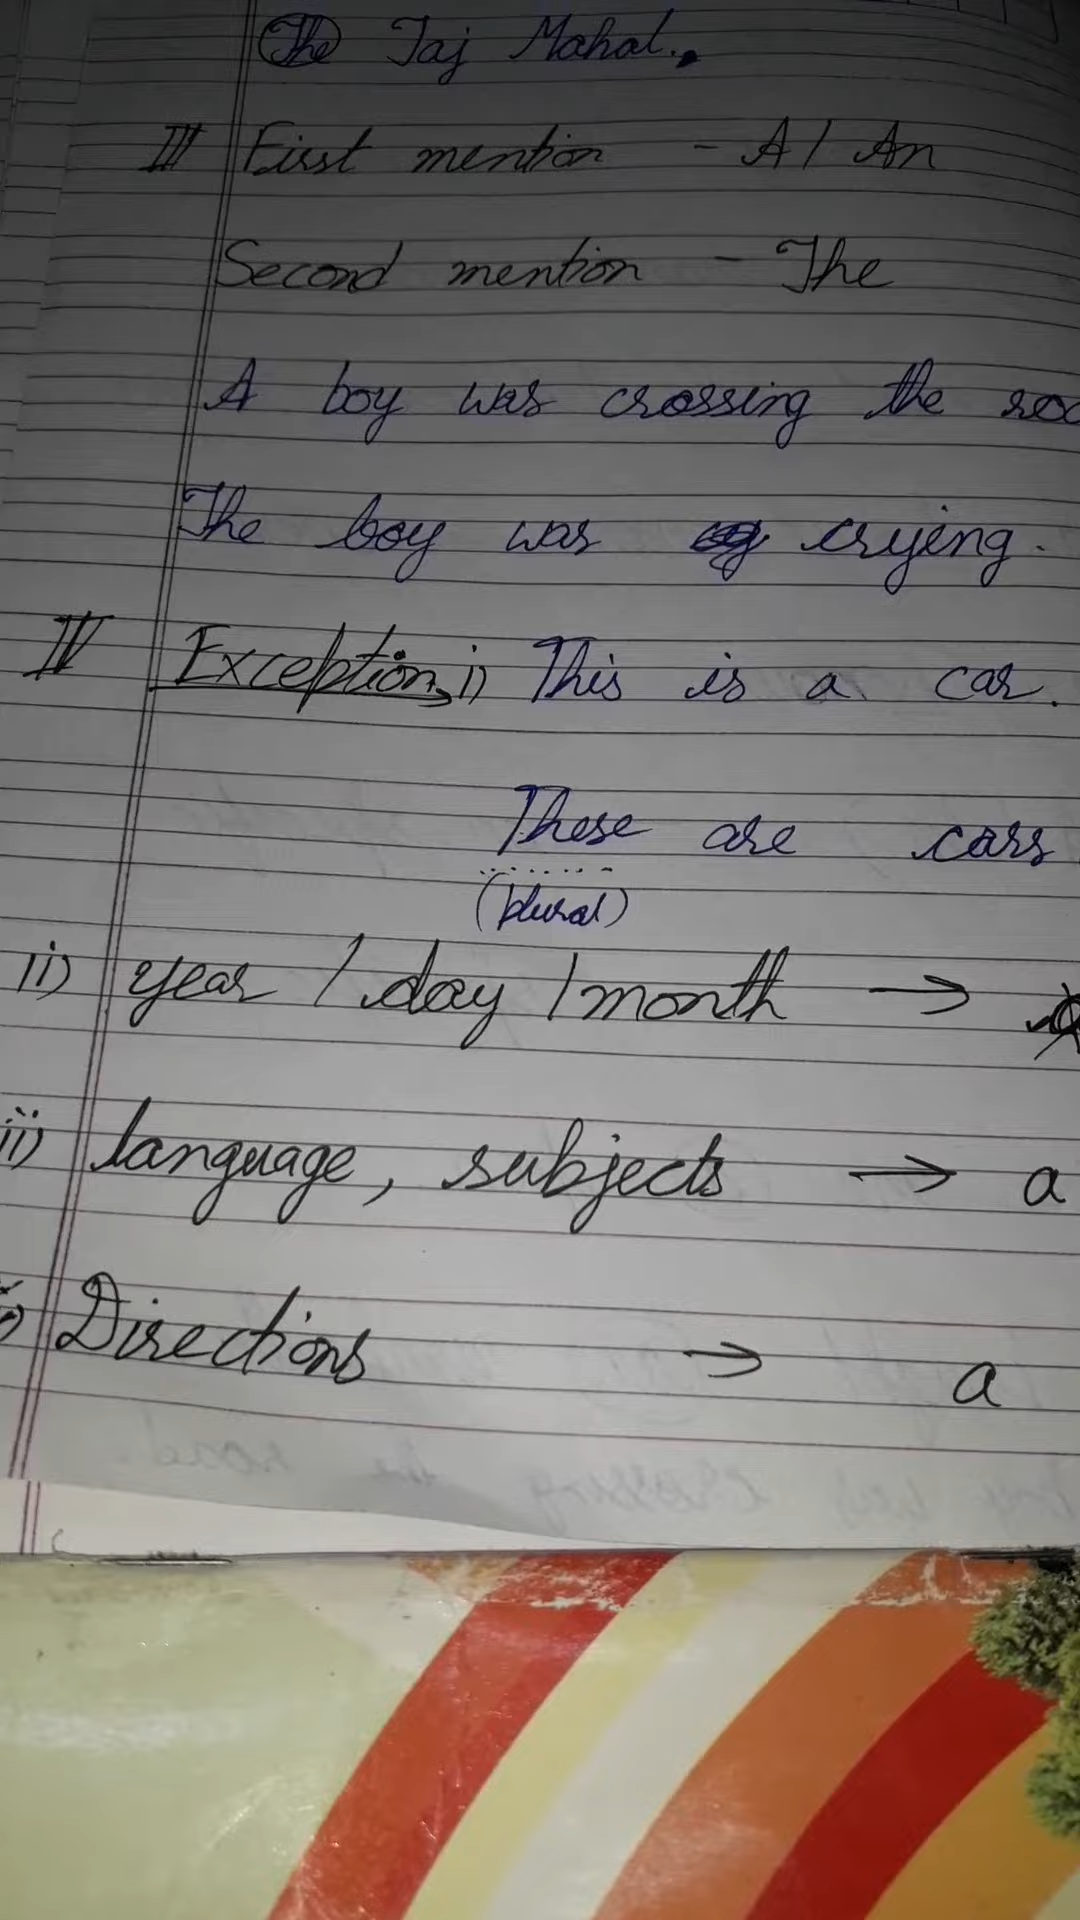 The Taj Mahal.
III First mention - A/ An
Second mention - The
A boy was crossing the
The boy was crying.
IV Exception, i) This is a car.
These are cars
(plural)
ii) year / day / month →
iii) language, subjects → a
Directions → a